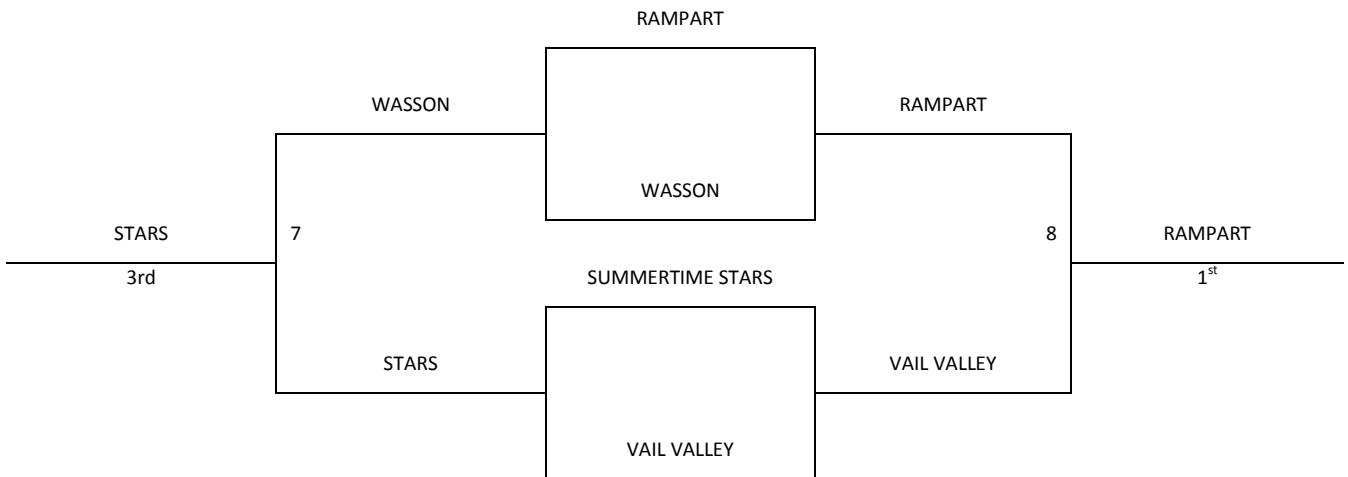 RAMPART
WASSON RAMPART
WASSON
STARS 7 8 RAMPART
3rd SUMMERTIME STARS 1st
STARS VAIL VALLEY
VAIL VALLEY